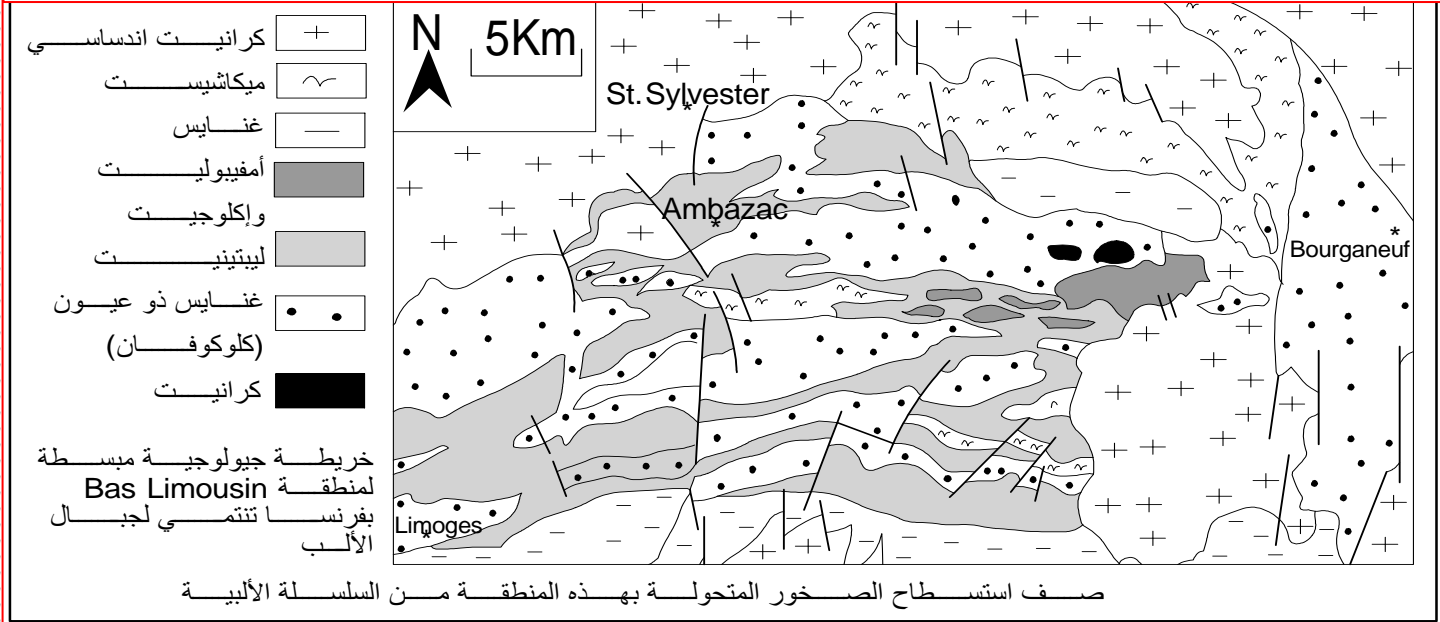 كرانيت اندساسي
ميكاشيست
غنايس
أمفيبوليت
وإكلوجيت
ليبتينيت
غنايس ذو عيون
(كلوكوفان)
كرانيت
خريطة جيولوجية مبسطة
لمنطقة Bas Limousin
بفرنسا تنتمي لجبال
الألب
N
5Km
St. Sylvester
Ambazac
Bourganeuf
Limoges
صف استسطاح الصخور المتحولة بهذه المنطقة من السلسلة الألبية